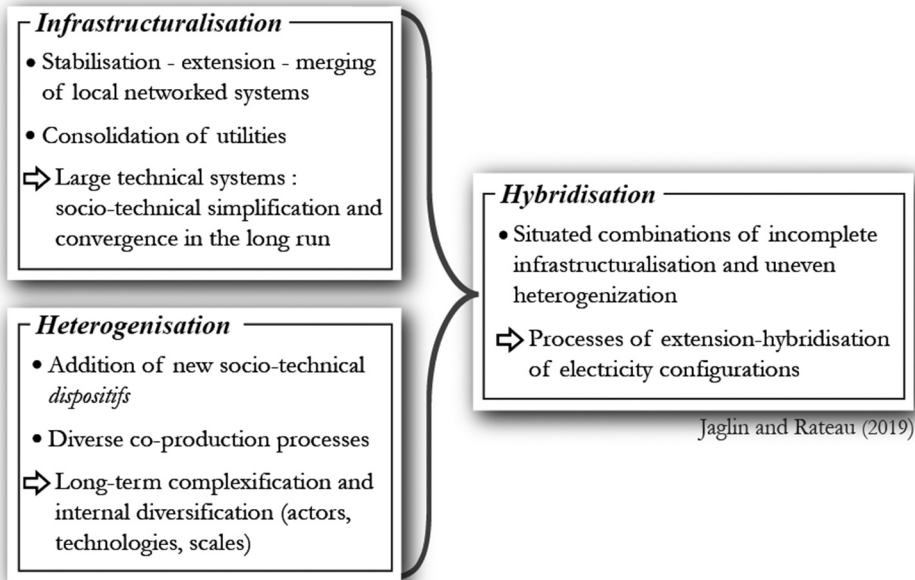 Infrastructuralisation
• Stabilisation - extension - merging
of local networked systems
• Consolidation of utilities
⇨ Large technical systems :
socio-technical simplification and
convergence in the long run
Heterogenisation
• Addition of new socio-technical
dispositifs
• Diverse co-production processes
⇨ Long-term complexification and
internal diversification (actors,
technologies, scales)
Hybridisation
• Situated combinations of incomplete
infrastructuralisation and uneven
heterogenization
⇨ Processes of extension-hybridisation
of electricity configurations
Jaglin and Rateau (2019)